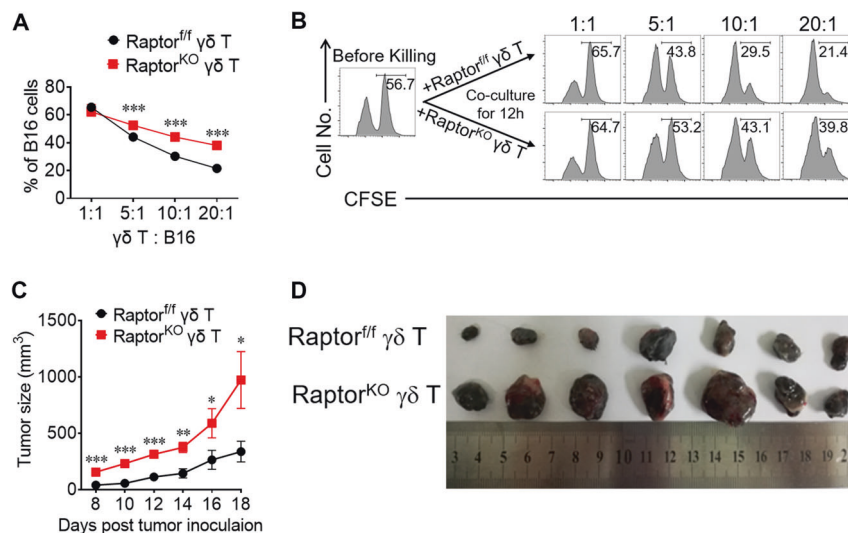 A
Raptor^f/f γδ T
Raptor^KO γδ T
% of B16 cells
80
60
40
20
0
***
***
***
1:1 5:1 10:1 20:1
γδ T : B16
B
1:1 5:1 10:1 20:1
Before Killing
56.7
+Raptor^f/f γδ T
Co-culture
for 12h
+Raptor^KO γδ T
65.7 43.8 29.5 21.4
64.7 53.2 43.1 39.8
Cell No.
CFSE
C
Raptor^f/f γδ T
Raptor^KO γδ T
Tumor size (mm³)
1500
1000
500
0
*** *** *** ** * *
8 10 12 14 16 18
Days post tumor inoculaion
D
Raptor^f/f γδ T
Raptor^KO γδ T
3 4 5 6 7 8 9 10 11 12 13 14 15 16 17 18 19 2